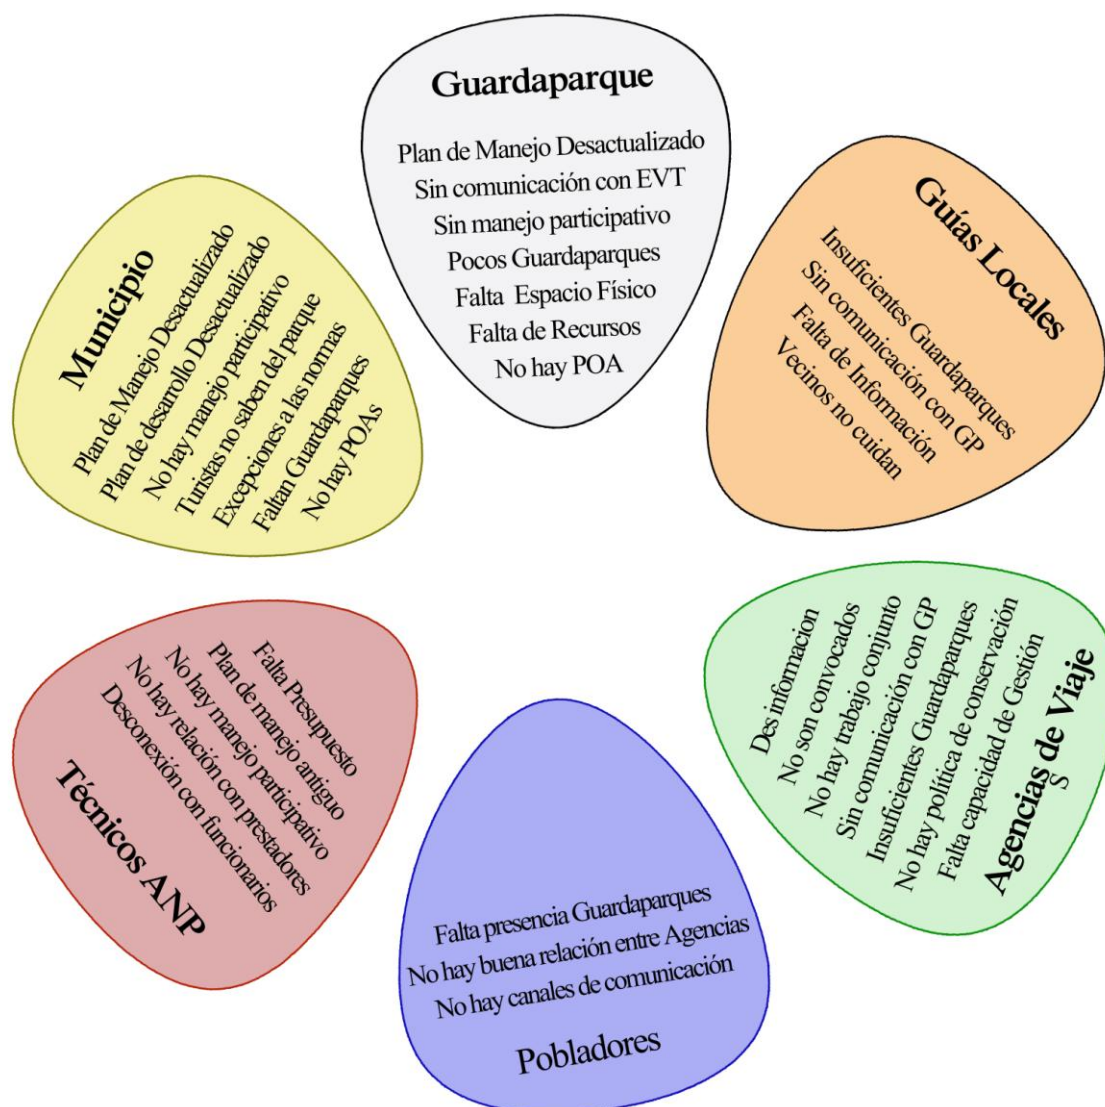 Guardaparque
Plan de Manejo Desactualizado
Sin comunicación con EVT
Sin manejo participativo
Pocos Guardaparques
Falta Espacio Físico
Falta de Recursos
No hay POA
Guías Locales
Insuficientes Guardaparques
Sin comunicación con GP
Falta de Información
Vecinos no cuidan
Municipio
Plan de Manejo Desactualizado
Plan de desarrollo Desactualizado
No hay manejo participativo
Turistas no saben del parque
Excepciones a las normas
Faltan Guardaparques
No hay POAs
Falta Presupuesto
Plan de manejo antiguo
No hay manejo participativo
No hay relación con prestadores
Desconexión con funcionarios
Técnicos ANP
Falta presencia Guardaparques
No hay buena relación entre Agencias
No hay canales de comunicación
Pobladores
Des informacion
No son convocados
No hay trabajo conjunto
Sin comunicación con GP
Insuficientes Guardaparques
No hay política de conservación
Falta capacidad de Gestión
Agencias de Viaje
S